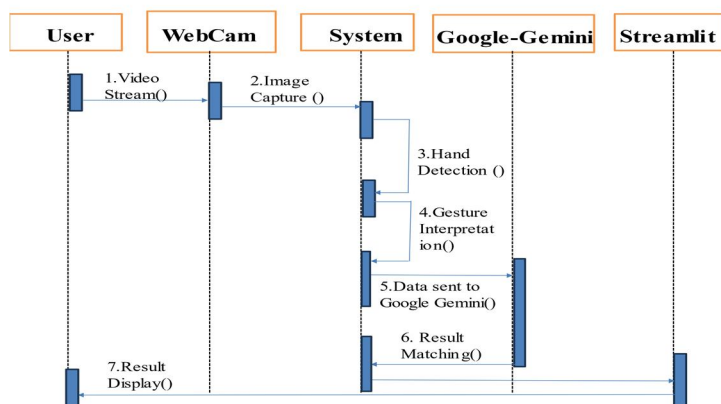 User
WebCam
System
Google-Gemini
Streamlit
1.Video
Stream()
2.Image
Capture ()
3.Hand
Detection ()
4.Gesture
Interpretat
ion()
5.Data sent to
Google Gemini()
6. Result
Matching()
7.Result
Display()